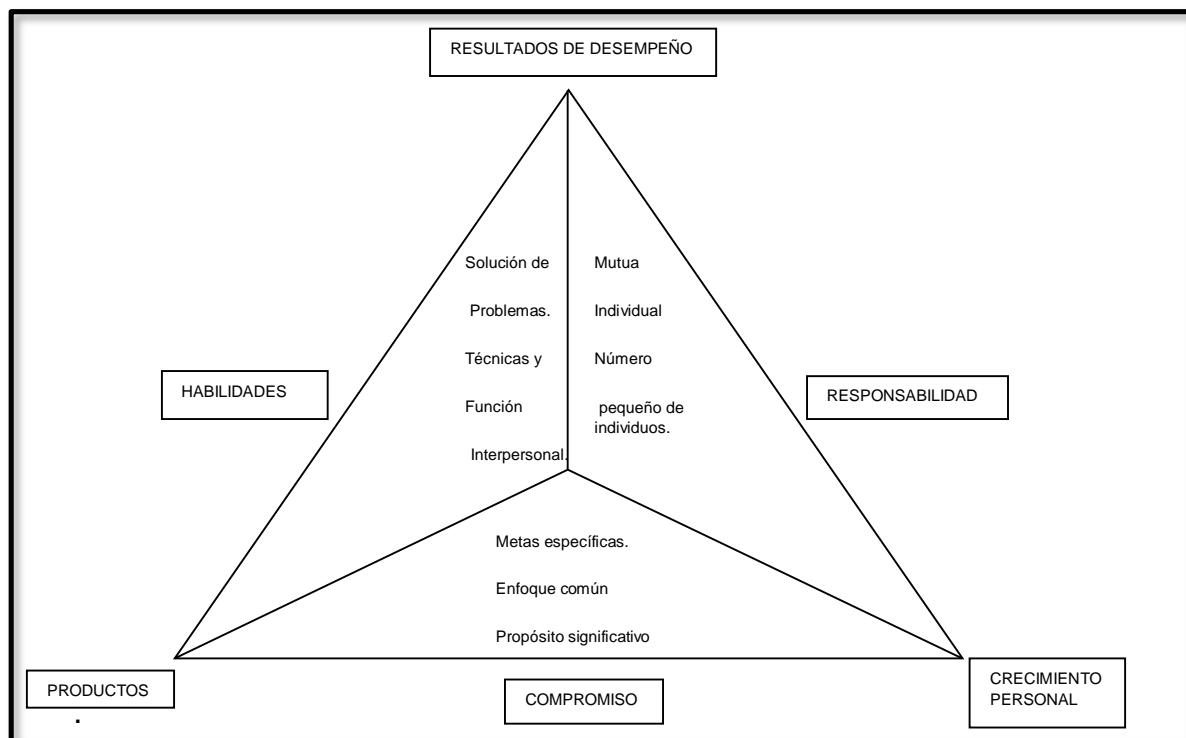 RESULTADOS DE DESEMPEÑO
Solución de
Problemas.
Técnicas y
Función
Interpersonal.
Mutua
Individual
Número
pequeño de
individuos.
HABILIDADES
RESPONSABILIDAD
Metas específicas.
Enfoque común
Propósito significativo
PRODUCTOS
.
COMPROMISO
CRECIMIENTO
PERSONAL